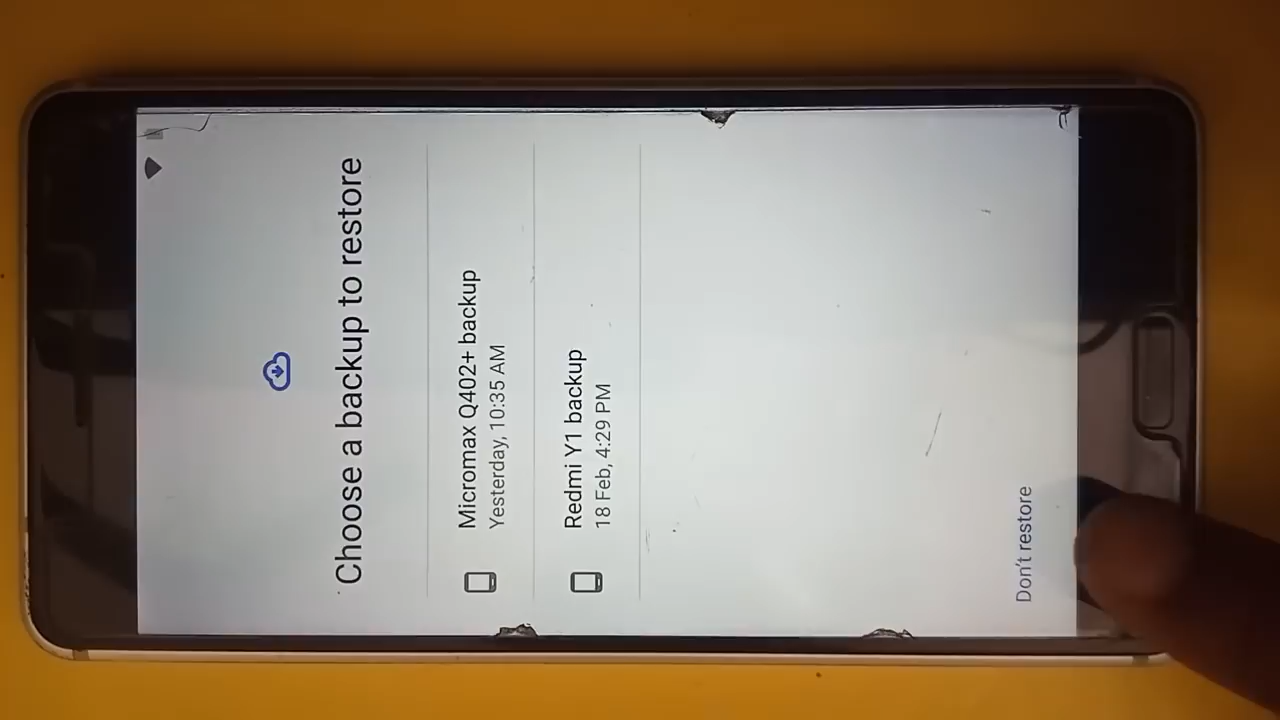 Choose a backup to restore
Micromax Q402+ backup
Yesterday, 10:35 AM
Redmi Y1 backup
18 Feb, 4:29 PM
Don't restore